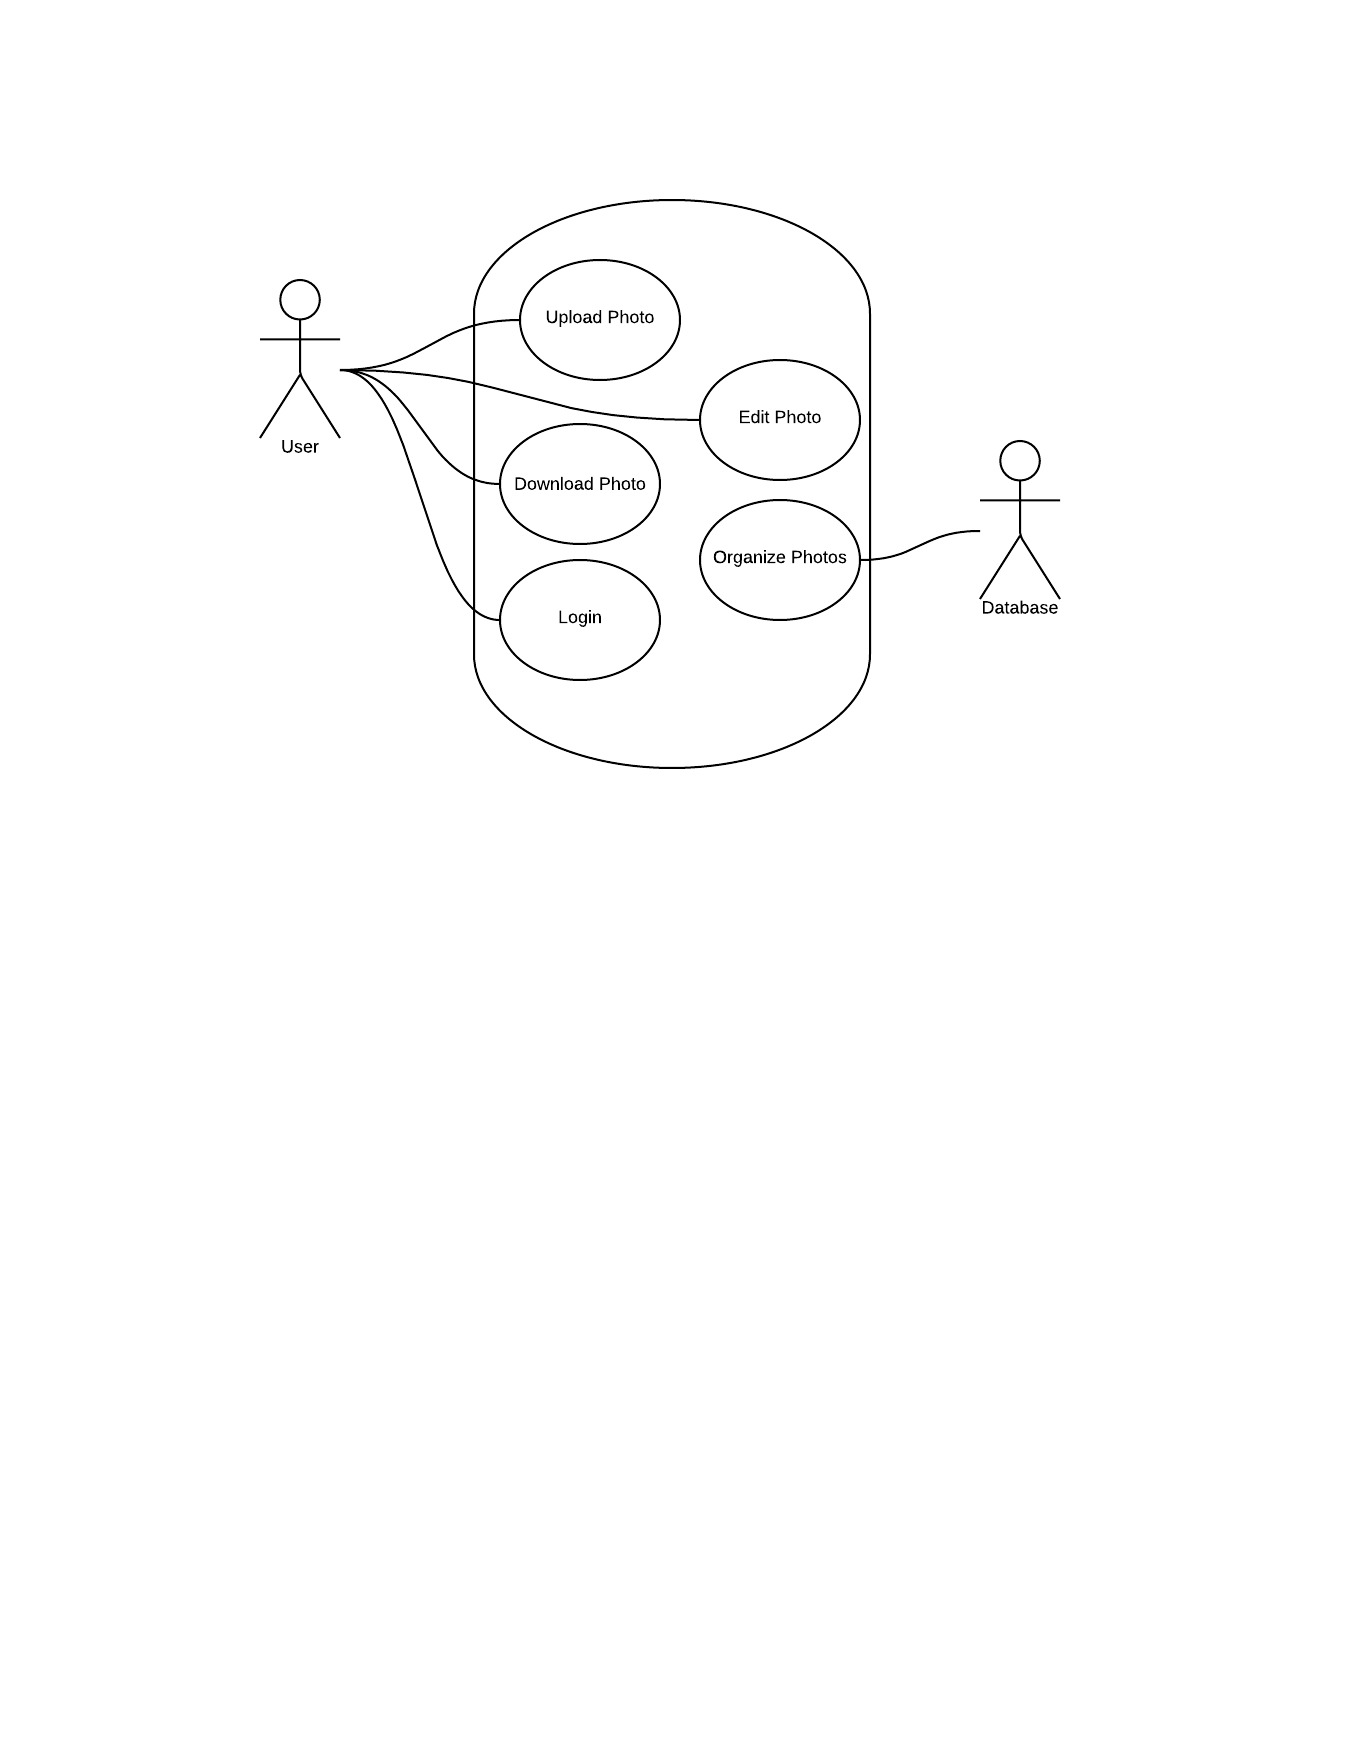 Upload Photo
Edit Photo
User
Download Photo
Organize Photos
Database
Login